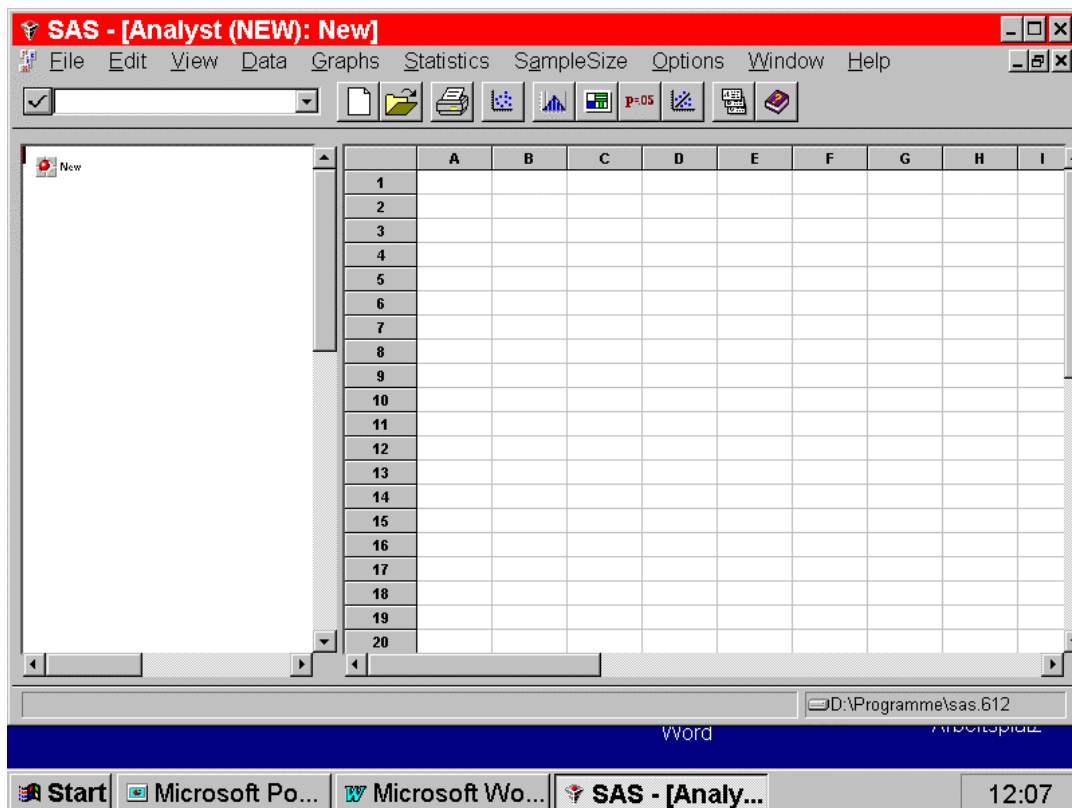 SAS - [Analyst (NEW): New]
File Edit View Data Graphs Statistics SampleSize Options Window Help
P=.05
New
A B C D E F G H I
1
2
3
4
5
6
7
8
9
10
11
12
13
14
15
16
17
18
19
20
D:\Programme\sas.612
Word Arbeitsplatz
Start Microsoft Po... Microsoft Wo... SAS - [Analy... 12:07